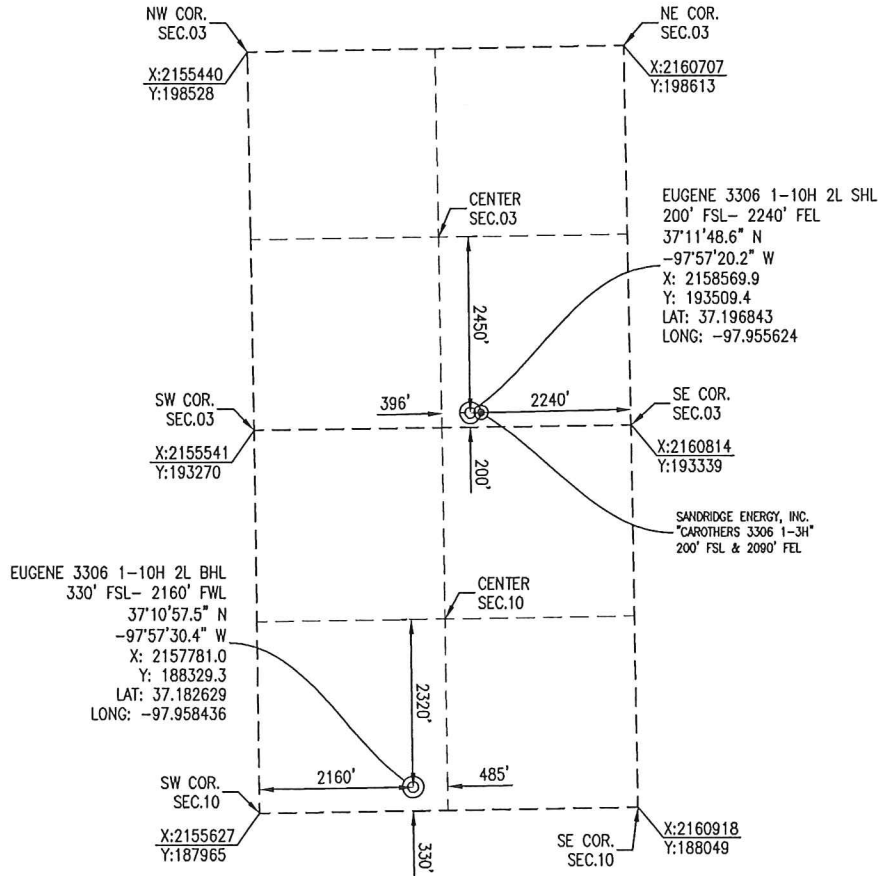 NW COR.
SEC.03
NE COR.
SEC.03
X:2155440
Y:198528
X:2160707
Y:198613
CENTER
SEC.03
EUGENE 3306 1-10H 2L SHL
200' FSL- 2240' FEL
37°11'48.6" N
-97°57'20.2" W
X: 2158569.9
Y: 193509.4
LAT: 37.196843
LONG: -97.955624
2450'
SW COR.
SEC.03
396'
2240'
SE COR.
SEC.03
X:2155541
Y:193270
200'
X:2160774
Y:193339
SANDRIDGE ENERGY, INC.
"CAROTHERS 3306 1-3H"
200' FSL & 2090' FEL
EUGENE 3306 1-10H 2L BHL
330' FSL- 2160' FWL
37°10'57.5" N
-97°57'30.4" W
X: 2157781.0
Y: 188329.3
LAT: 37.182629
LONG: -97.958436
CENTER
SEC.10
2320'
2160'
485'
SW COR.
SEC.10
X:2155627
Y:187965
330'
SE COR.
SEC.10
X:2160918
Y:188049